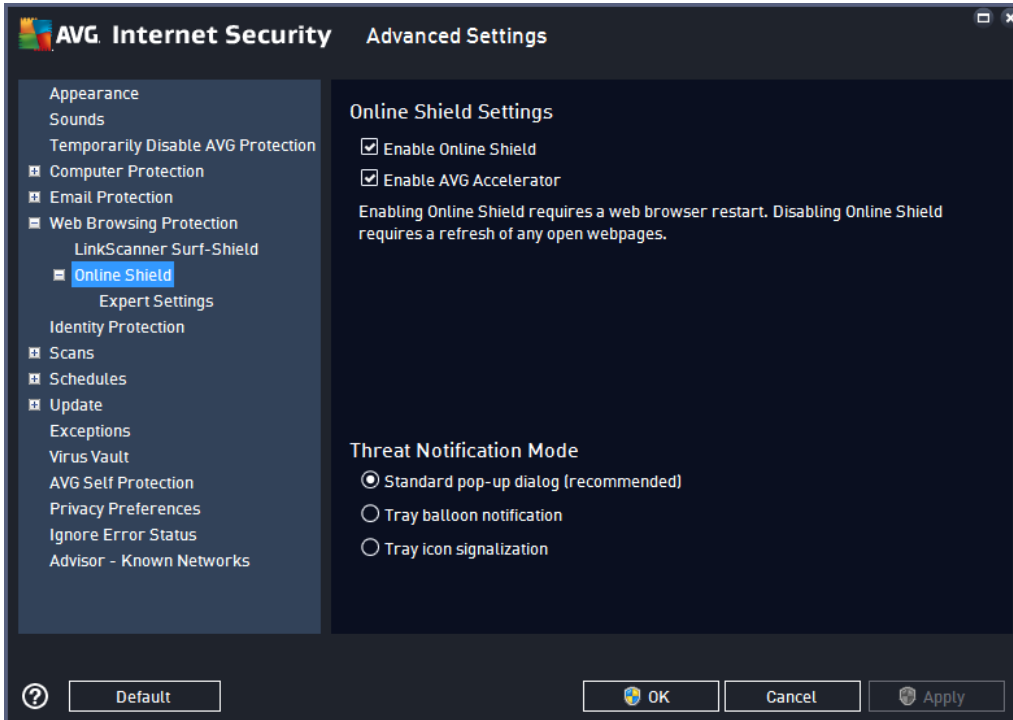 AVG. Internet Security Advanced Settings
Appearance
Sounds
Temporarily Disable AVG Protection
Computer Protection
Email Protection
Web Browsing Protection
LinkScanner Surf-Shield
Online Shield
Expert Settings
Identity Protection
Scans
Schedules
Update
Exceptions
Virus Vault
AVG Self Protection
Privacy Preferences
Ignore Error Status
Advisor - Known Networks
Online Shield Settings
Enable Online Shield
Enable AVG Accelerator
Enabling Online Shield requires a web browser restart. Disabling Online Shield
requires a refresh of any open webpages.
Threat Notification Mode
Standard pop-up dialog (recommended)
Tray balloon notification
Tray icon signalization
? Default OK Cancel Apply